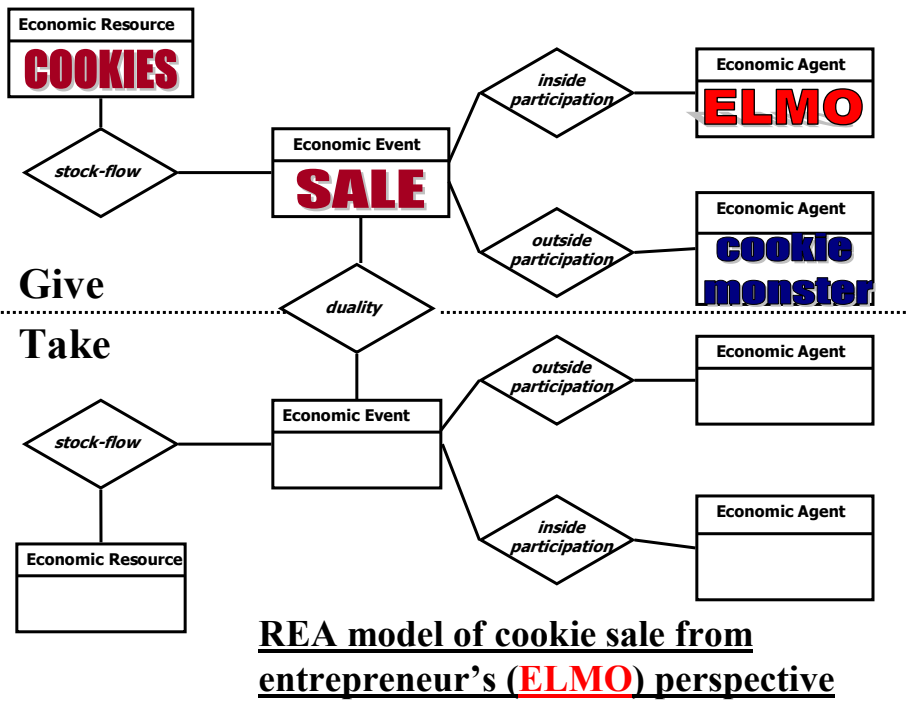 Economic Resource
COOKIES
stock-flow
Economic Event
SALE
inside
participation
Economic Agent
ELMO
outside
participation
Economic Agent
cookie
monster
Give
duality
Take
stock-flow
Economic Resource
Economic Event
outside
participation
Economic Agent
inside
participation
Economic Agent
REA model of cookie sale from
entrepreneur’s (ELMO) perspective